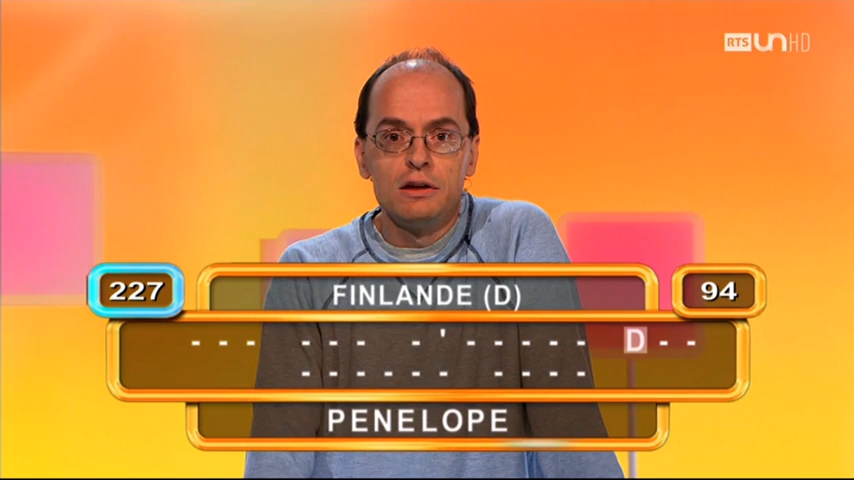 RTS UN HD
227
FINLANDE (D)
94
- - - - - - - ' - - - - - D - -
- - - - - - - - - -
PENELOPE